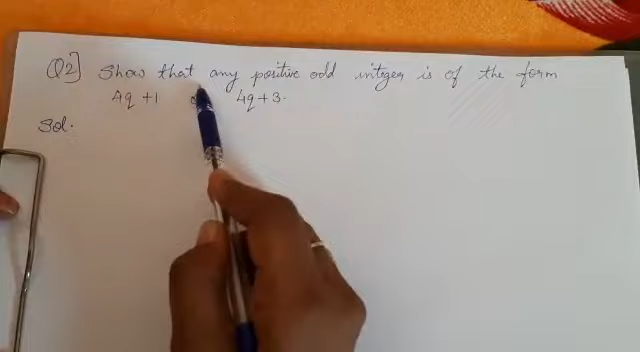 Q2] Show that any positive odd integer is of the form
4q +1 4q+3.
Sol.